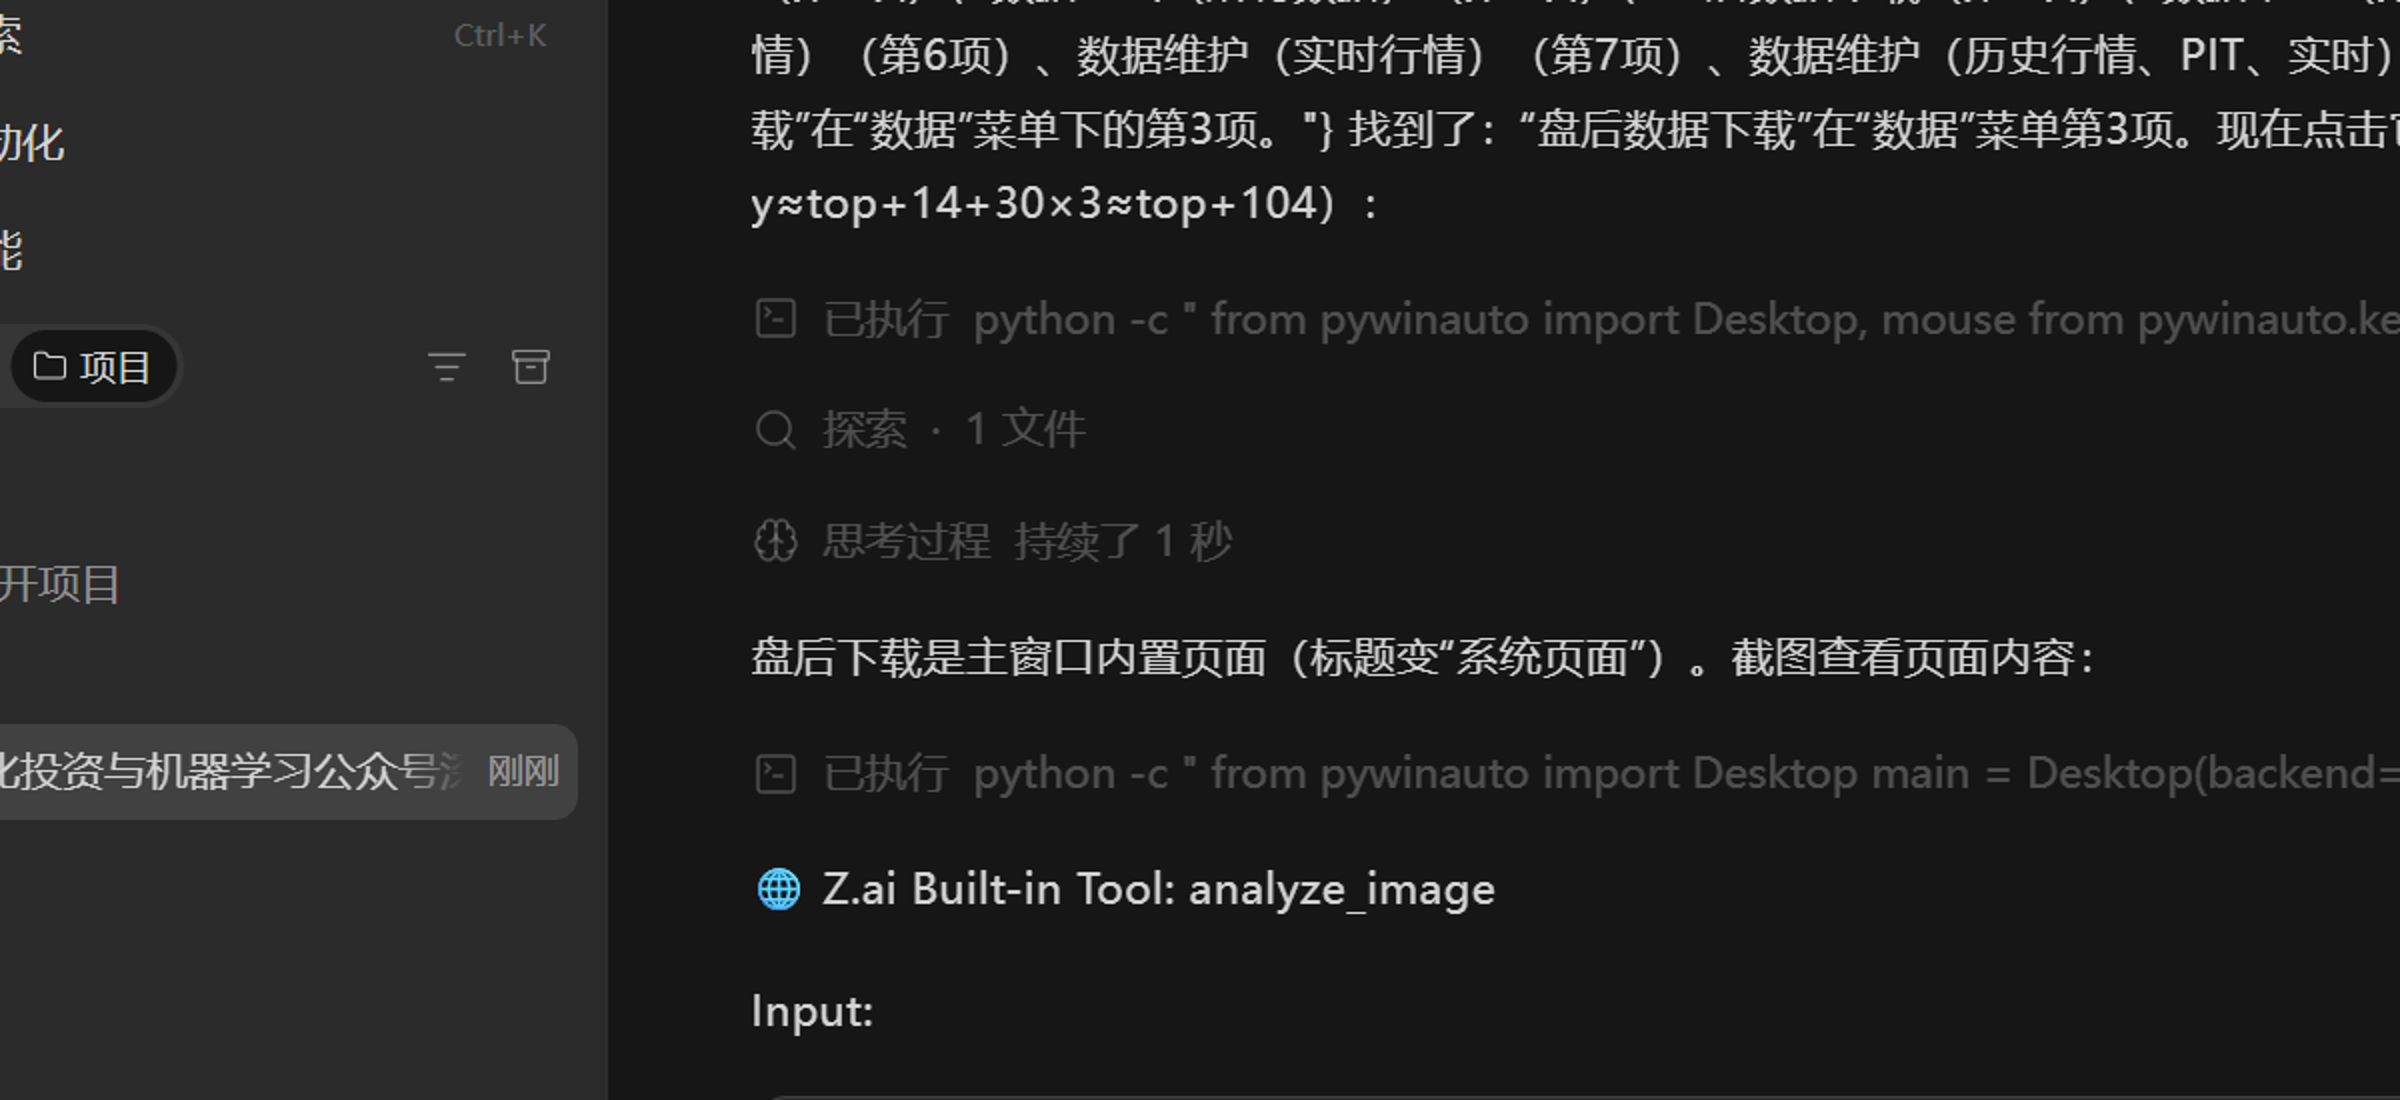 索
Ctrl+K
动化
能
项目
开项目
化投资与机器学习公众号
刚刚
情）（第6项）、数据维护（实时行情）（第7项）、数据维护（历史行情、PIT、实时）
载”在“数据”菜单下的第3项。"} 找到了：“盘后数据下载”在“数据”菜单第3项。现在点击
y≈top+14+30×3≈top+104）：
已执行 python -c " from pywinauto import Desktop, mouse from pywinauto.ke
探索 · 1 文件
思考过程 持续了 1 秒
盘后下载是主窗口内置页面（标题变“系统页面”）。截图查看页面内容：
已执行 python -c " from pywinauto import Desktop main = Desktop(backend=
Z.ai Built-in Tool: analyze_image
Input: